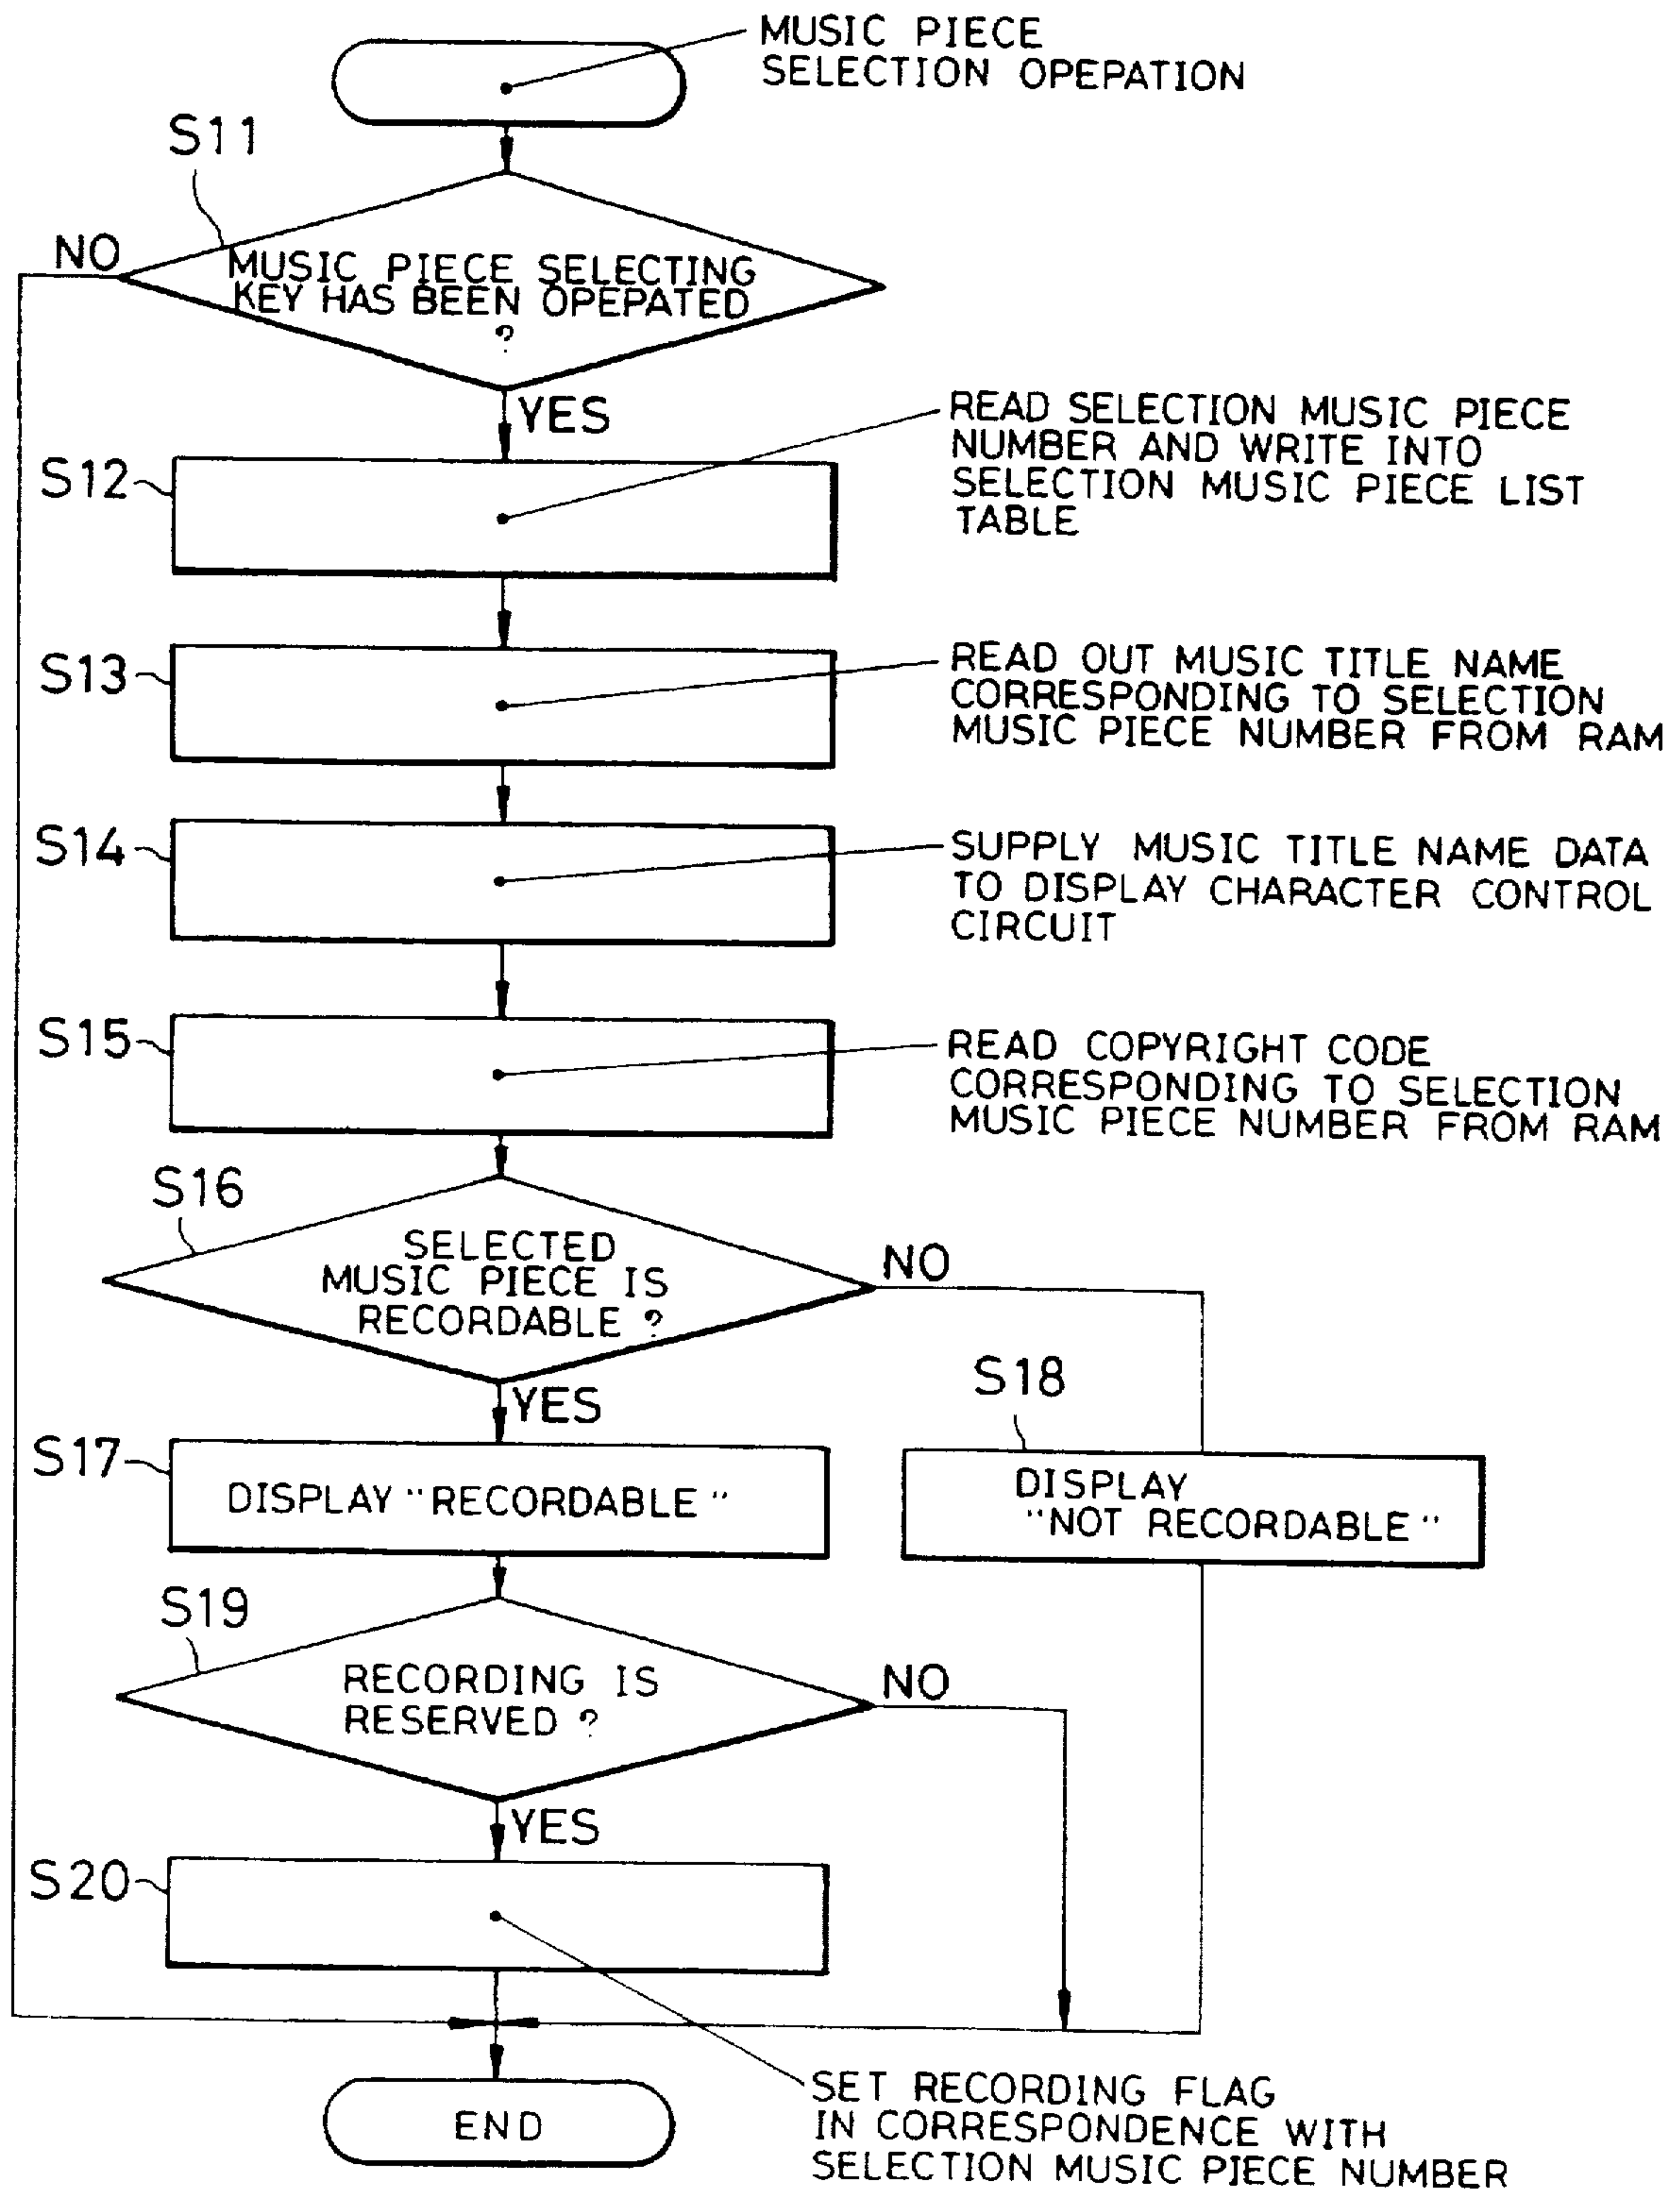 MUSIC PIECE
SELECTION OPEPATION
S11
NO
MUSIC PIECE SELECTING
KEY HAS BEEN OPEPATED
?
YES
READ SELECTION MUSIC PIECE
NUMBER AND WRITE INTO
SELECTION MUSIC PIECE LIST
TABLE
S12
S13
READ OUT MUSIC TITLE NAME
CORRESPONDING TO SELECTION
MUSIC PIECE NUMBER FROM RAM
S14
SUPPLY MUSIC TITLE NAME DATA
TO DISPLAY CHARACTER CONTROL
CIRCUIT
S15
READ COPYRIGHT CODE
CORRESPONDING TO SELECTION
MUSIC PIECE NUMBER FROM RAM
S16
SELECTED
MUSIC PIECE IS
RECORDABLE ?
NO
YES
S18
S17
DISPLAY "RECORDABLE"
DISPLAY
"NOT RECORDABLE"
S19
RECORDING IS
RESERVED ?
NO
YES
S20
SET RECORDING FLAG
IN CORRESPONDENCE WITH
SELECTION MUSIC PIECE NUMBER
END